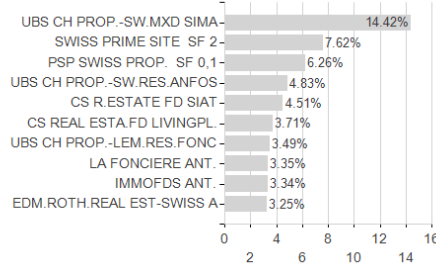 UBS CH PROP.-SW.MXD SIMA 14.42%
SWISS PRIME SITE SF 2 7.62%
PSP SWISS PROP. SF 0,1 6.26%
UBS CH PROP.-SW.RES.ANFOS 4.83%
CS R.ESTATE FD SIAT 4.51%
CS REAL ESTA.FD LIVINGPL. 3.71%
UBS CH PROP.-LEM.RES.FONC 3.49%
LA FONCIERE ANT. 3.35%
IMMOFDS ANT. 3.34%
EDM.ROTH.REAL EST-SWISS A 3.25%
0 4 8 12 16
2 6 10 14